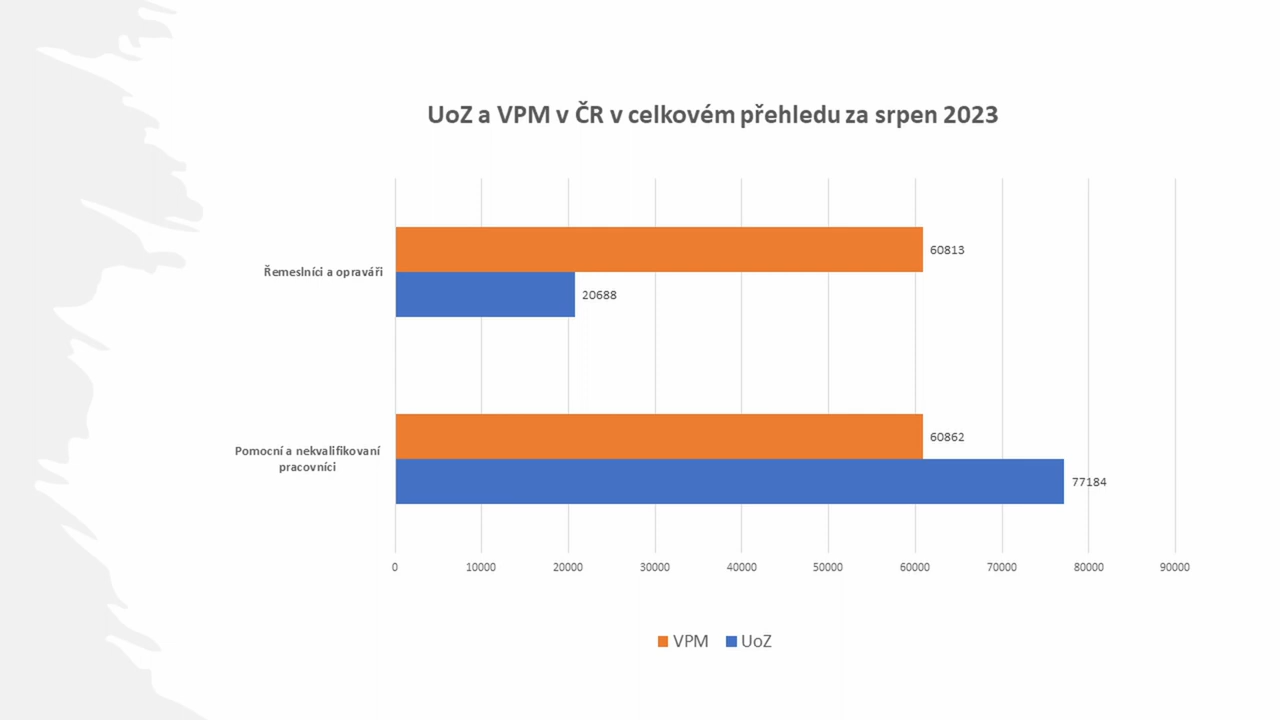 UoZ a VPM v ČR v celkovém přehledu za srpen 2023
Řemeslníci a opraváři
60813
20688
Pomocní a nekvalifikovaní
pracovníci
60862
77184
0 10000 20000 30000 40000 50000 60000 70000 80000 90000
VPM UoZ